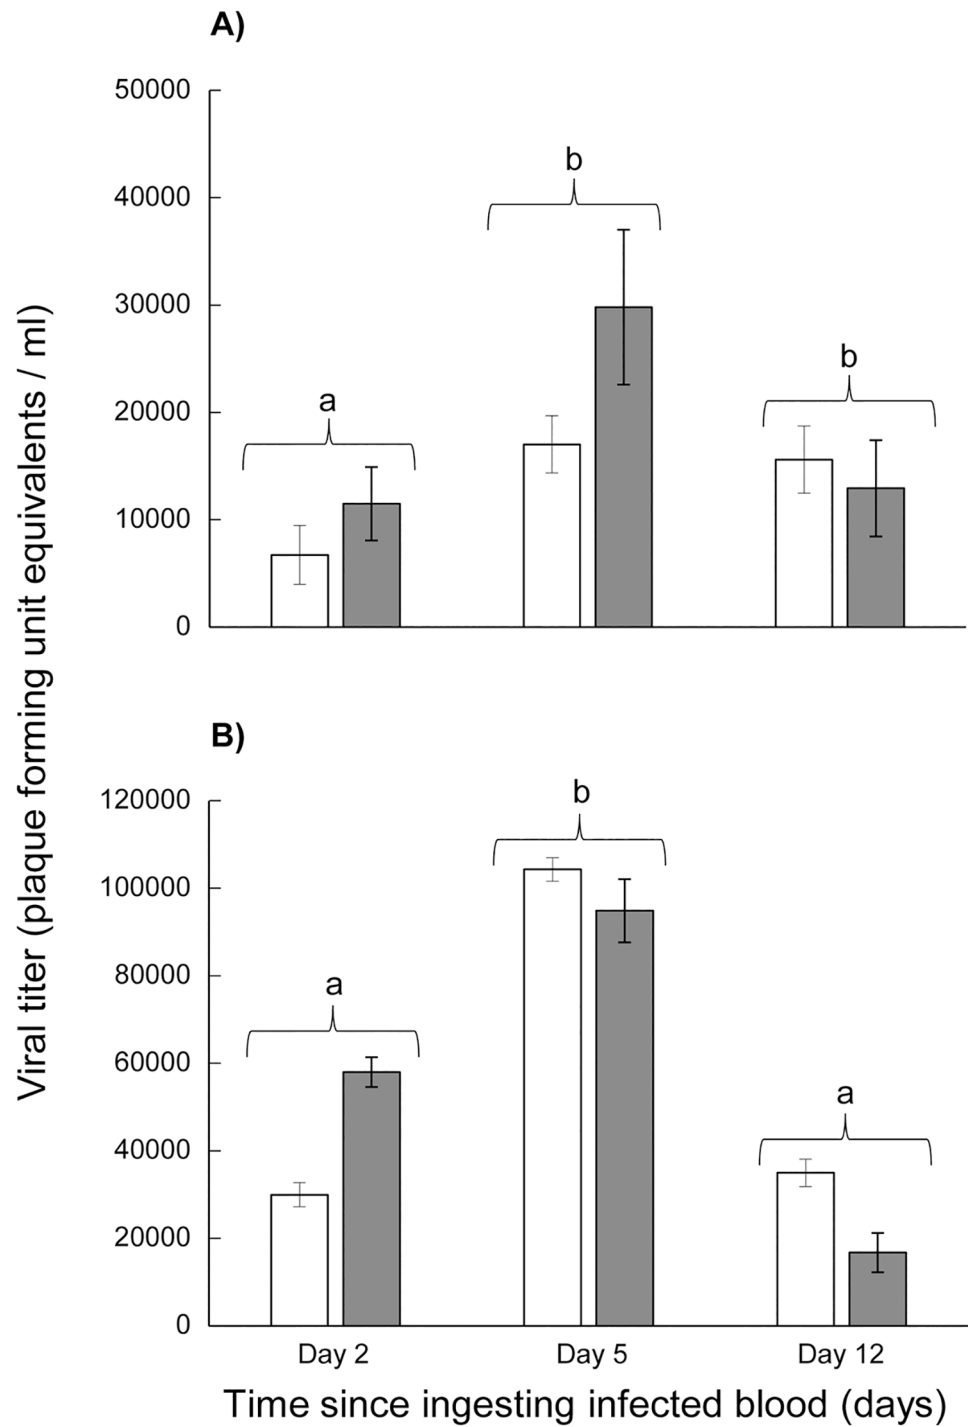 A)
Viral titer (plaque forming unit equivalents / ml)
50000
40000
30000
20000
10000
0
a
b
b
B)
120000
100000
80000
60000
40000
20000
0
a
b
a
Day 2
Day 5
Day 12
Time since ingesting infected blood (days)